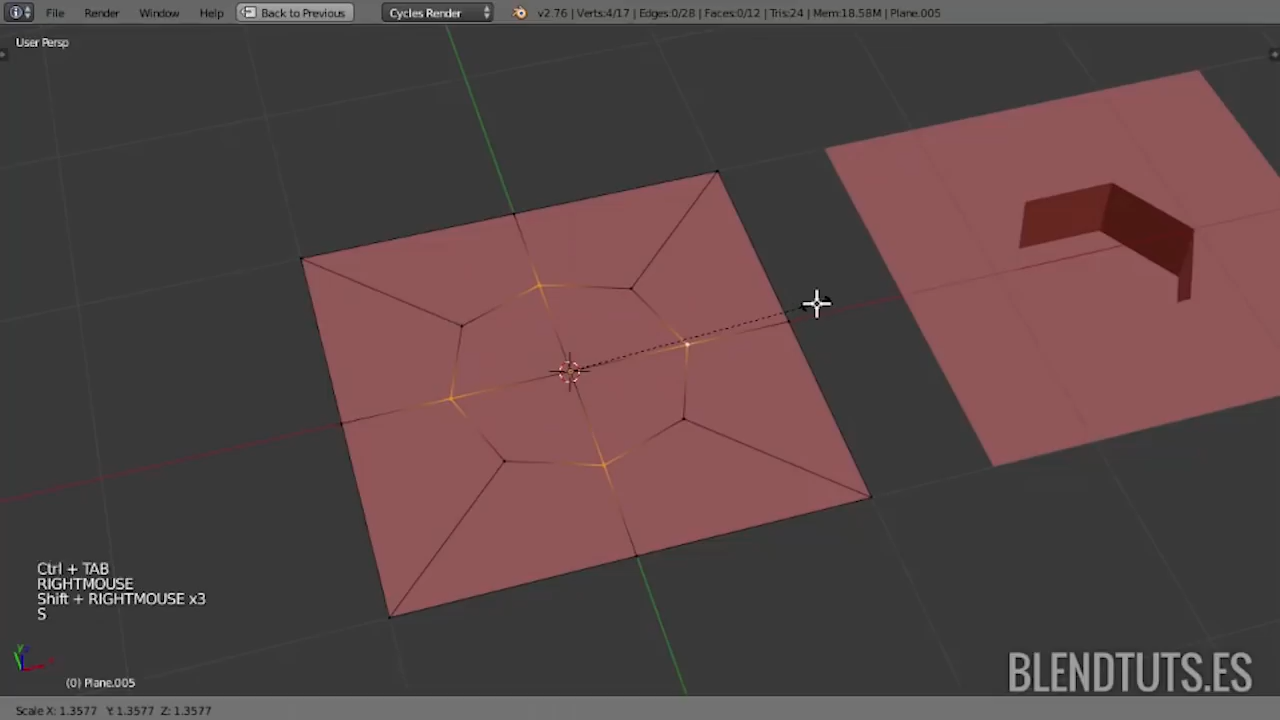 File Render Window Help Back to Previous Cycles Render v2.76 | Verts:4/17 | Edges:0/28 | Faces:0/12 | Tris:24 | Mem:18.58M | Plane.005
User Persp
Ctrl + TAB
RIGHTMOUSE
Shift + RIGHTMOUSE x3
S
(0) Plane.005
BLENDTUTS.ES
Scale X: 1.3577 Y: 1.3577 Z: 1.3577